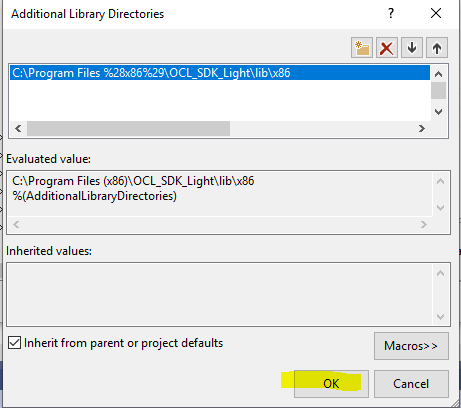 Additional Library Directories
C:\Program Files %28x86%29\OCL_SDK_Light\lib\x86
Evaluated value:
C:\Program Files (x86)\OCL_SDK_Light\lib\x86
%(AdditionalLibraryDirectories)
Inherited values:
Inherit from parent or project defaults
Macros>>
OK
Cancel